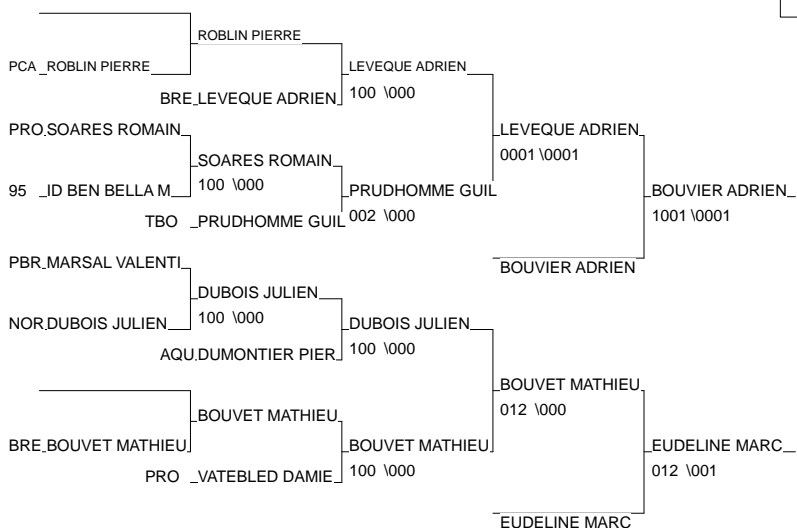 ROBLIN PIERRE
PCA ROBLIN PIERRE
LEVEQUE ADRIEN
BRE LEVEQUE ADRIEN
100 \000
PRO SOARES ROMAIN
LEVEQUE ADRIEN
0001 \0001
SOARES ROMAIN
100 \000
95 ID BEN BELLA M
PRUDHOMME GUIL
002 \000
BOUVIER ADRIEN
1001 \0001
TBO PRUDHOMME GUIL
PBR MARSAL VALENTI
BOUVIER ADRIEN
DUBOIS JULIEN
100 \000
NOR DUBOIS JULIEN
DUBOIS JULIEN
100 \000
AQU DUMONTIER PIER
BOUVET MATHIEU
012 \000
BOUVET MATHIEU
BRE BOUVET MATHIEU
BOUVET MATHIEU
100 \000
EUDELINE MARC
012 \001
PRO VATEBLED DAMIE
EUDELINE MARC